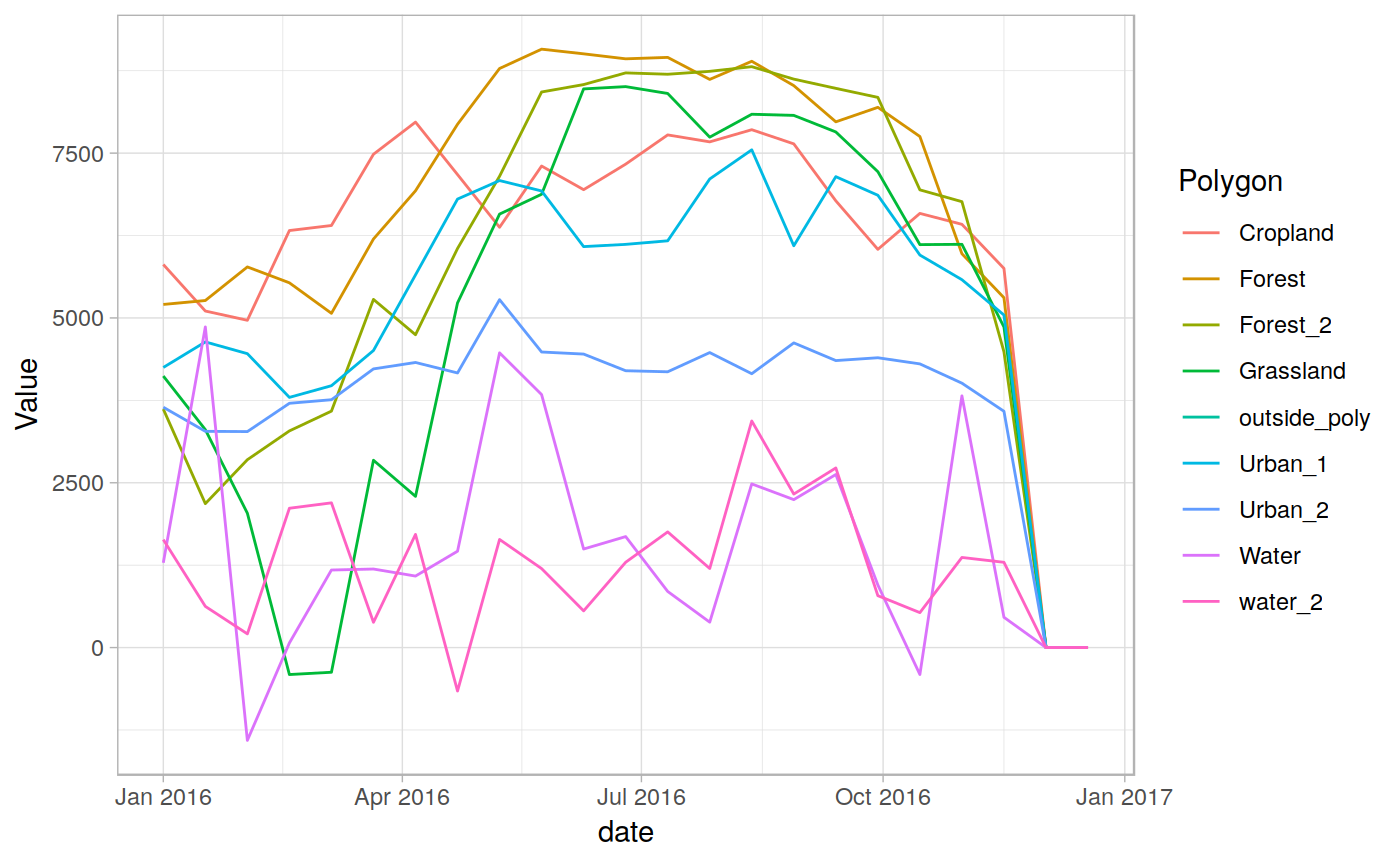 7500
5000
2500
0
Value
Jan 2016
Apr 2016
Jul 2016
Oct 2016
Jan 2017
date
Polygon
Cropland
Forest
Forest_2
Grassland
outside_poly
Urban_1
Urban_2
Water
water_2